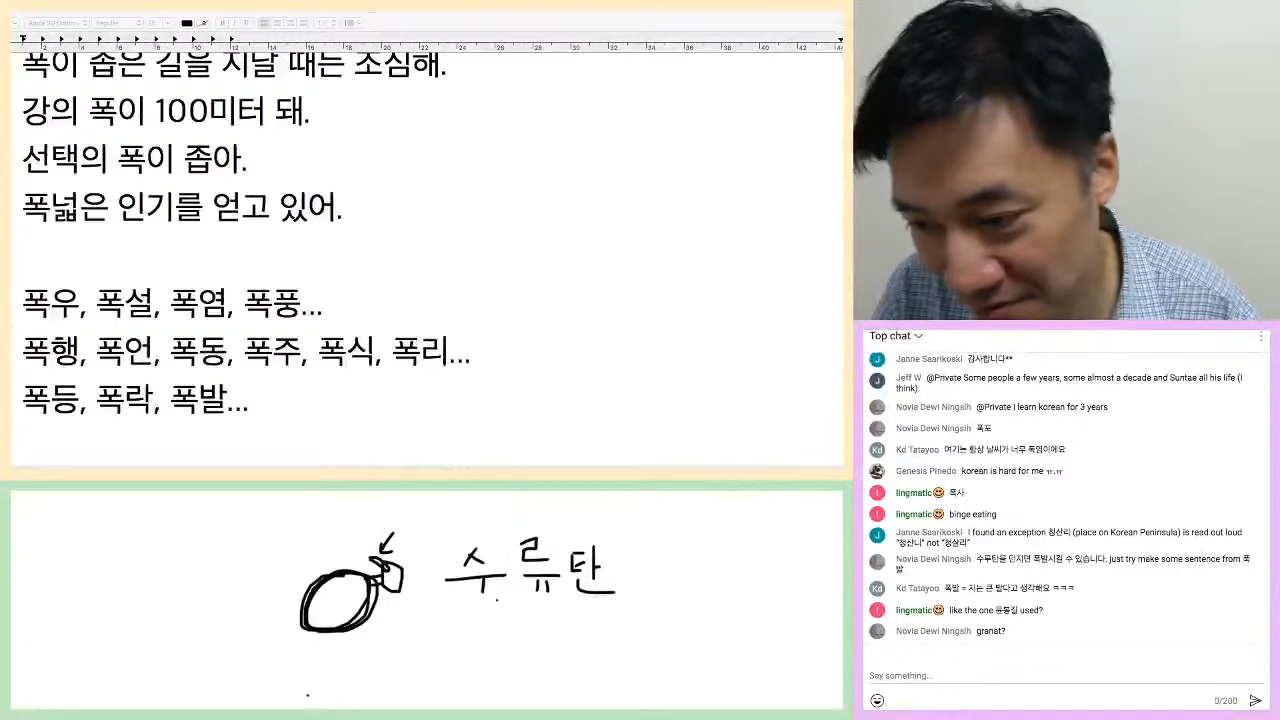 폭이 좁은 길을 지날 때는 조심해.
강의 폭이 100미터 돼.
선택의 폭이 좁아.
폭넓은 인기를 얻고 있어.
폭우, 폭설, 폭염, 폭풍...
폭행, 폭언, 폭동, 폭주, 폭식, 폭리...
폭등, 폭락, 폭발...
수류탄
Top chat
Janne Saarikoski 감사합니다**
Jeff W @Private Some people a few years, some almost a decade and Suntaa all his life (i
think).
Novia Dewi Ningsih @Private I learn korean for 3 years
Novia Dewi Ningsih 폭포
Kd Tatayoo 여기는 항상 날씨가 너무 폭염이에요
Genesis PInedo korean is hard for me ㅠ.ㅠ
lingmatic 폭사
lingmatic binge eating
Janne Saarikoski I found an exception 청산리 (place on Korean Peninsula) is read out loud
Novia Dewi Ningsih 수류탄을 던지면 폭발시킬 수 있습니다. just try make some sentence from 폭
발
Kd Tatayoo 폭발 = 저는 큰 발다고 생각해요 ㅋㅋㅋ
lingmatic like the one 윤봉길 used?
Novia Dewi Ningsih granat?
Say something...
0/200